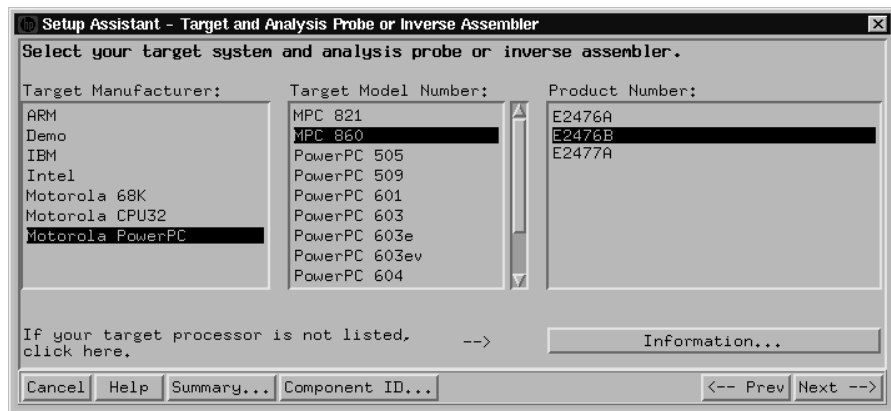 hp Setup Assistant - Target and Analysis Probe or Inverse Assembler X
Select your target system and analysis probe or inverse assembler.
Target Manufacturer:
ARM
Demo
IBM
Intel
Motorola 68K
Motorola CPU32
Motorola PowerPC
Target Model Number:
MPC 821
MPC 860
PowerPC 505
PowerPC 509
PowerPC 601
PowerPC 603
PowerPC 603e
PowerPC 603ev
PowerPC 604
Product Number:
E2476A
E2476B
E2477A
If your target processor is not listed,
click here. --> Information...
Cancel Help Summary... Component ID... <-- Prev Next -->